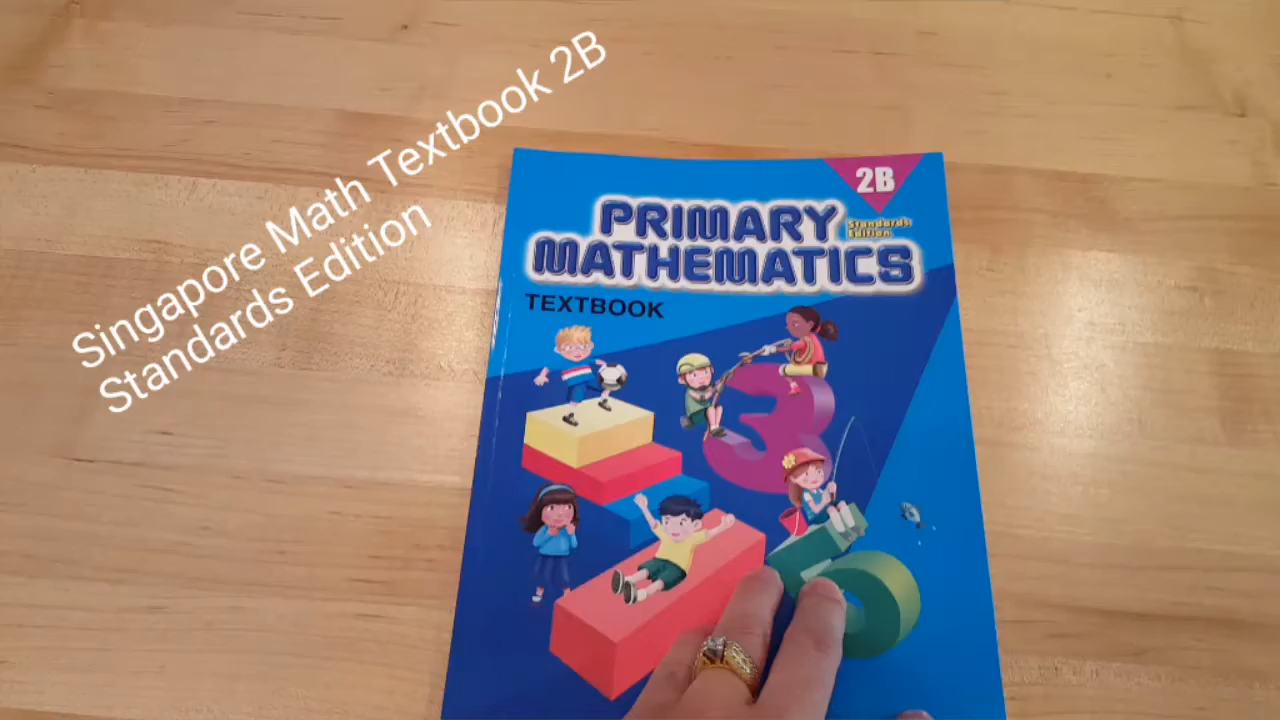 Singapore Math Textbook 2B
Standards Edition
2B
PRIMARY
Standards
Edition
MATHEMATICS
TEXTBOOK